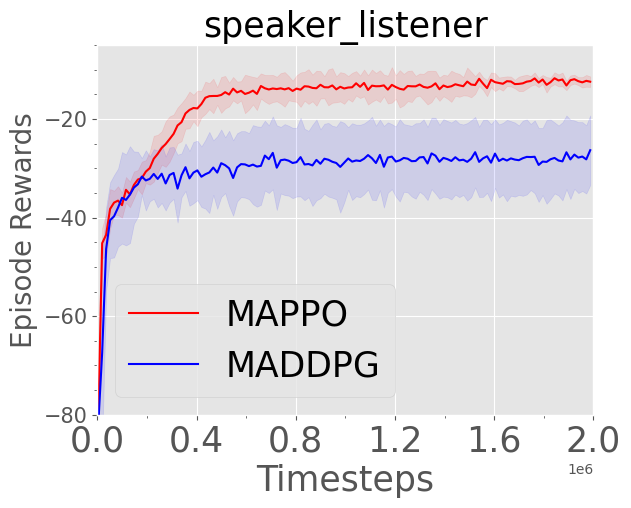 speaker_listener
Episode Rewards
−20
−40
−60
−80
MAPPO
MADDPG
0.0 0.4 0.8 1.2 1.6 2.0
1e6
Timesteps